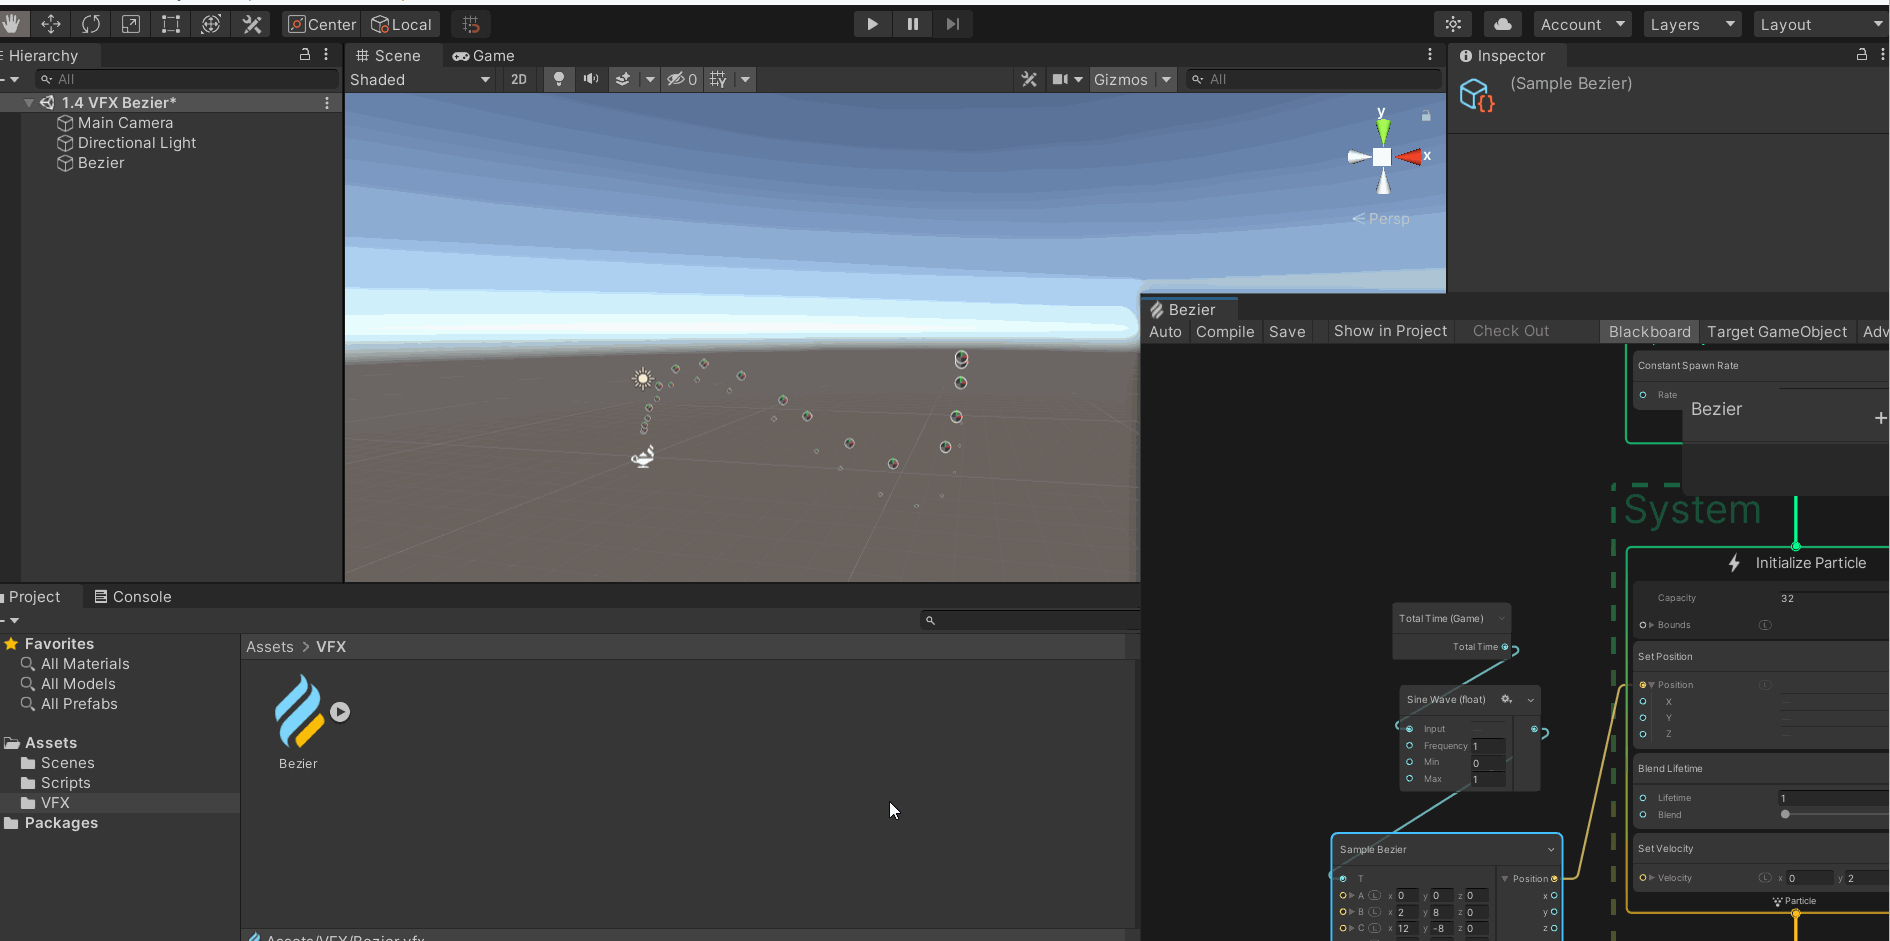 Center Local Account Layers Layout
Hierarchy
All
1.4 VFX Bezier*
Main Camera
Directional Light
Bezier
Scene Game
Shaded 2D 0 Gizmos All
y
x
Persp
Inspector
(Sample Bezier)
Bezier
Auto Compile Save Show in Project Check Out Blackboard Target GameObject Adv
Constant Spawn Rate
Rate
Bezier +
System
Initialize Particle
Capacity 32
Bounds L
Set Position
Position L
X
Y
Z
Blend Lifetime
Lifetime 1
Blend
Set Velocity
Velocity L x 0 y 2
Particle
Total Time (Game)
Total Time
Sine Wave (float)
Input
Frequency 1
Min 0
Max 1
Sample Bezier
T Position
A L x 0 y 0 z 0 x
B L x 2 y 8 z 0 y
C L x 12 y -8 z 0 z
Project Console
Favorites
All Materials
All Models
All Prefabs
Assets
Scenes
Scripts
VFX
Packages
Assets > VFX
Bezier
Assets/VFX/Bezier.vfx